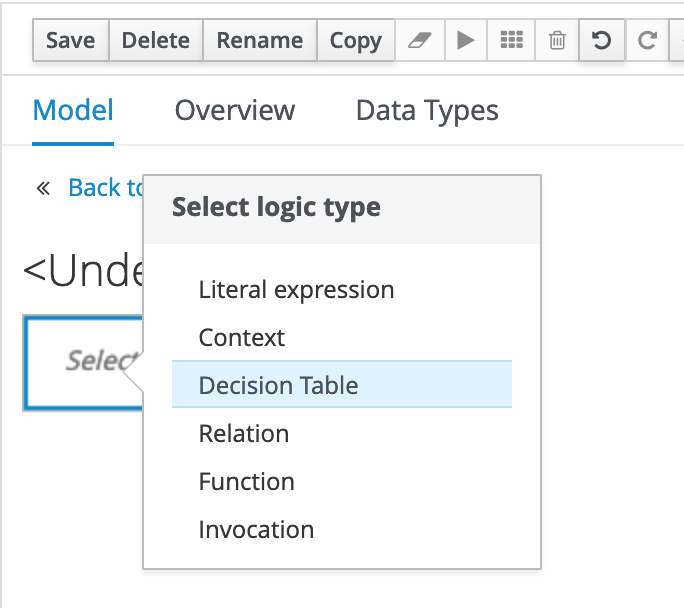 Save Delete Rename Copy
Model Overview Data Types
« Back to
Select logic type
<Unde
Literal expression
Context
Select
Decision Table
Relation
Function
Invocation